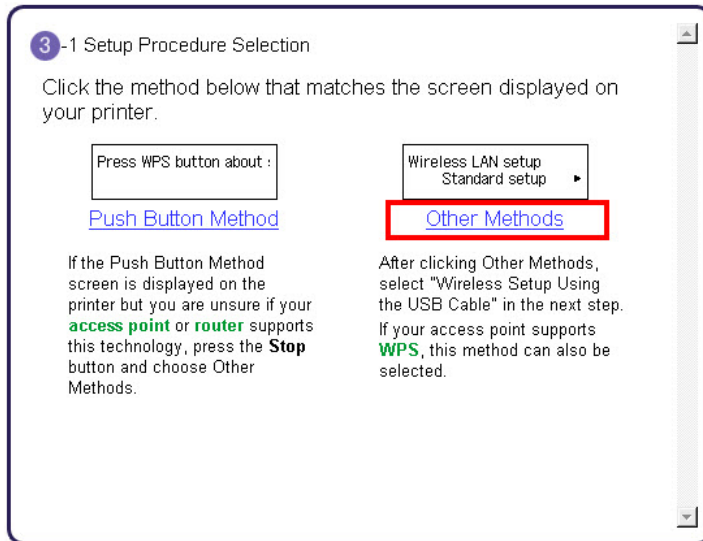 3-1 Setup Procedure Selection
Click the method below that matches the screen displayed on
your printer.
Press WPS button about :
Push Button Method
If the Push Button Method
screen is displayed on the
printer but you are unsure if your
access point or router supports
this technology, press the Stop
button and choose Other
Methods.
Wireless LAN setup
Standard setup
Other Methods
After clicking Other Methods,
select "Wireless Setup Using
the USB Cable" in the next step.
If your access point supports
WPS, this method can also be
selected.